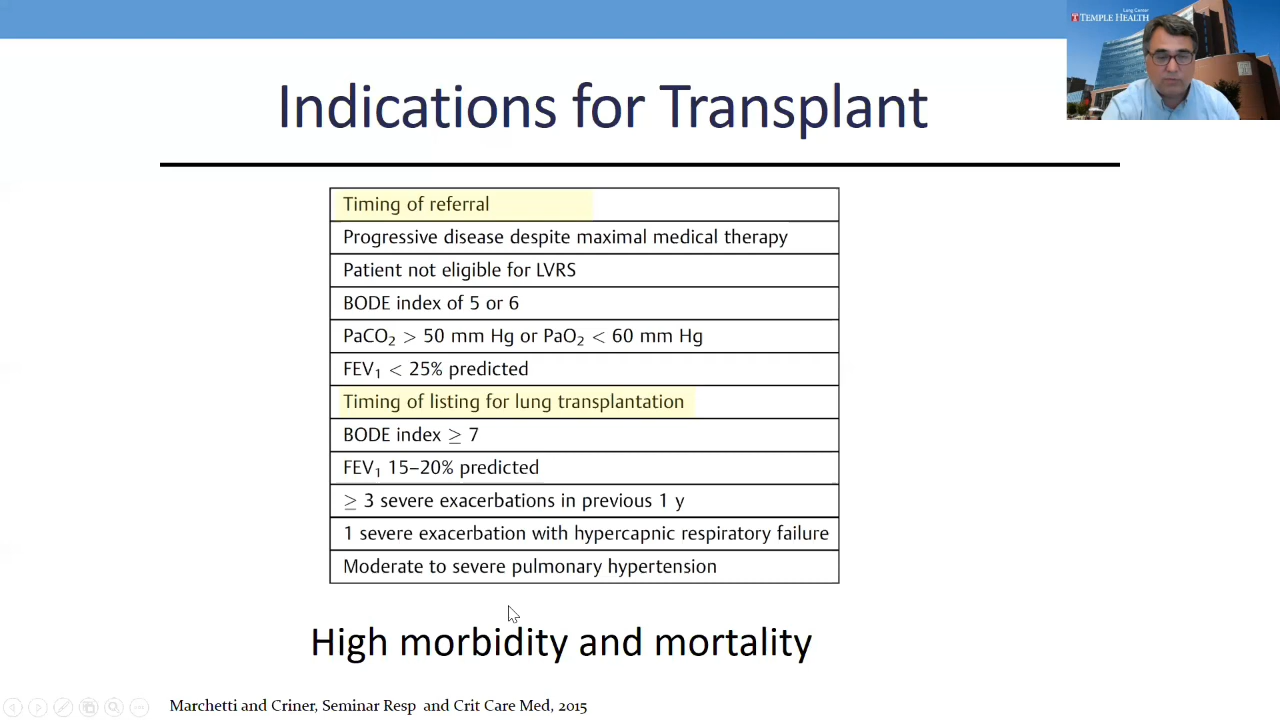 Lung Center
TEMPLE HEALTH
Indications for Transplant
Timing of referral
Progressive disease despite maximal medical therapy
Patient not eligible for LVRS
BODE index of 5 or 6
PaCO₂ > 50 mm Hg or PaO₂ < 60 mm Hg
FEV₁ < 25% predicted
Timing of listing for lung transplantation
BODE index ≥ 7
FEV₁ 15–20% predicted
≥ 3 severe exacerbations in previous 1 y
1 severe exacerbation with hypercapnic respiratory failure
Moderate to severe pulmonary hypertension
High morbidity and mortality
Marchetti and Criner, Seminar Resp and Crit Care Med, 2015